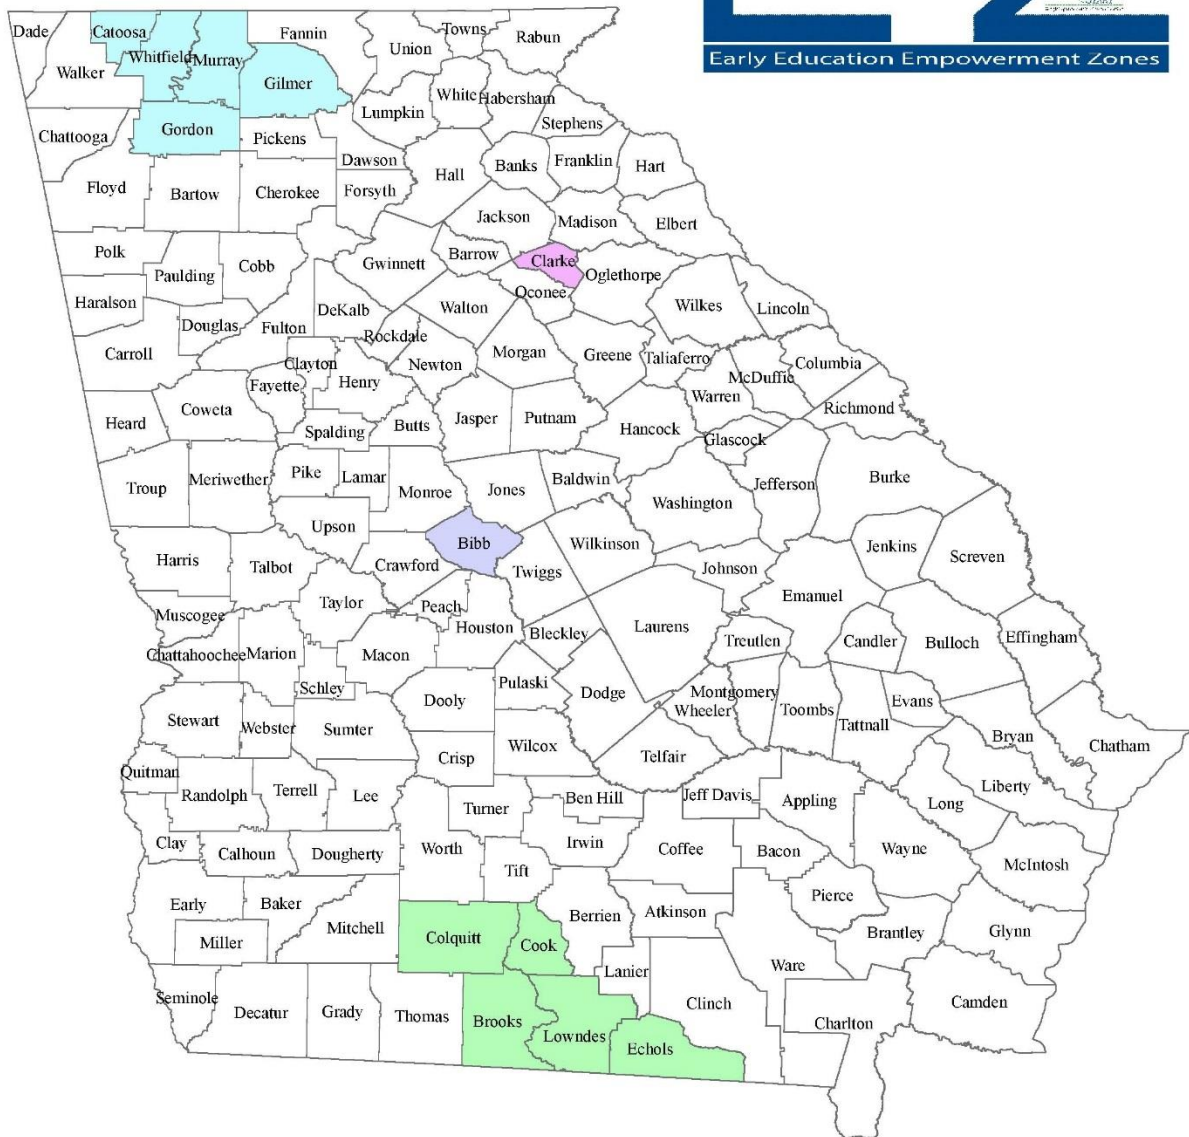 EZ
Early Education Empowerment Zones
Dade
Catoosa
Fannin
Towns
Rabun
Union
Whitfield
Murray
Walker
Gilmer
White
Habersham
Lumpkin
Stephens
Chattooga
Gordon
Pickens
Dawson
Banks
Franklin
Hart
Hall
Floyd
Bartow
Cherokee
Forsyth
Jackson
Madison
Elbert
Polk
Paulding
Cobb
Gwinnett
Barrow
Clarke
Oglethorpe
Oconee
Haralson
Douglas
Fulton
DeKalb
Walton
Wilkes
Lincoln
Rockdale
Carroll
Clayton
Newton
Morgan
Greene
Taliaferro
Columbia
McDuffie
Fayette
Henry
Warren
Richmond
Heard
Coweta
Spalding
Butts
Jasper
Putnam
Hancock
Glascock
Troup
Meriwether
Pike
Lamar
Monroe
Jones
Baldwin
Washington
Jefferson
Burke
Upson
Bibb
Wilkinson
Jenkins
Screven
Harris
Talbot
Crawford
Twiggs
Johnson
Emanuel
Muscogee
Taylor
Peach
Houston
Bleckley
Laurens
Treutlen
Candler
Bulloch
Effingham
Chattahoochee
Marion
Macon
Schley
Dooly
Pulaski
Dodge
Montgomery
Wheeler
Toombs
Tattnall
Evans
Stewart
Webster
Sumter
Crisp
Wilcox
Telfair
Bryan
Chatham
Quitman
Randolph
Terrell
Lee
Turner
Ben Hill
Jeff Davis
Appling
Long
Liberty
Clay
Calhoun
Dougherty
Worth
Tift
Irwin
Coffee
Bacon
Wayne
McIntosh
Early
Baker
Mitchell
Miller
Colquitt
Cook
Berrien
Atkinson
Pierce
Brantley
Glynn
Seminole
Decatur
Grady
Thomas
Brooks
Lowndes
Echols
Lanier
Clinch
Ware
Charlton
Camden